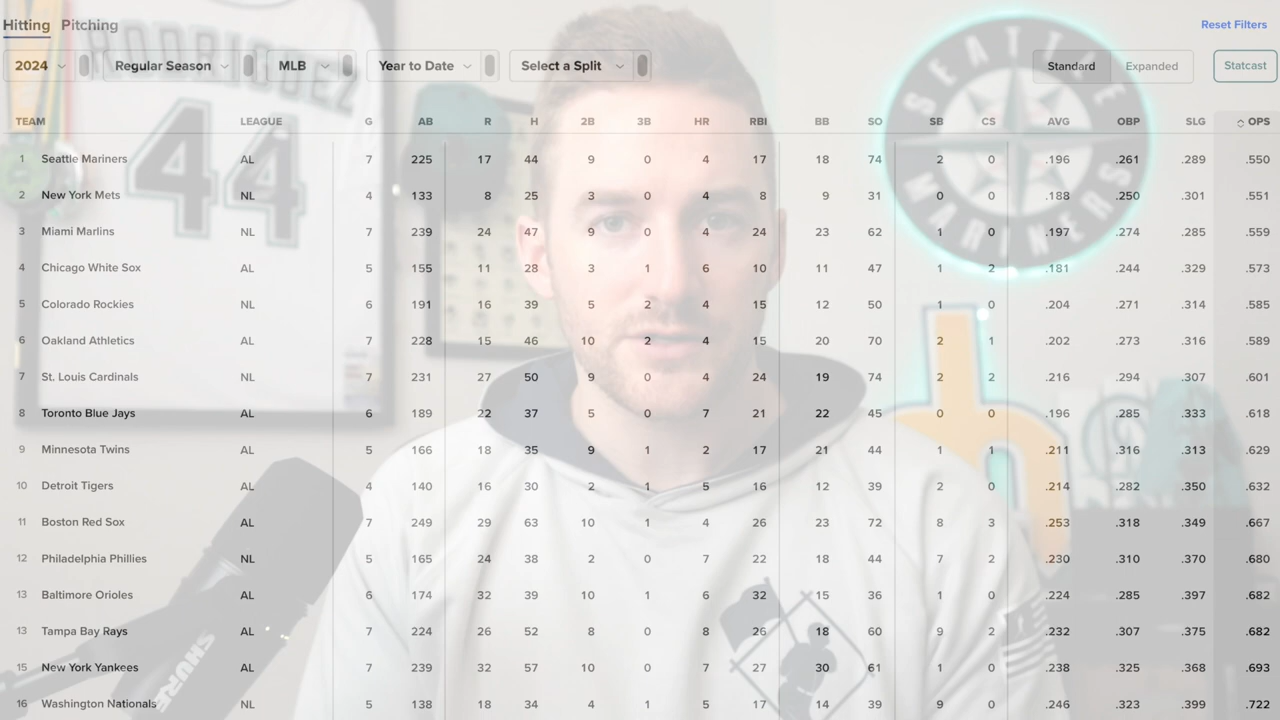 Hitting Pitching Reset Filters
2024 Regular Season MLB Year to Date Select a Split Standard Expanded Statcast
TEAM LEAGUE G AB R H 2B 3B HR RBI BB SO SB CS AVG OBP SLG OPS
1 Seattle Mariners AL 7 225 17 44 9 0 4 17 18 74 2 0 .196 .261 .289 .550
2 New York Mets NL 4 133 8 25 3 0 4 8 9 31 0 0 .188 .250 .301 .551
3 Miami Marlins NL 7 239 24 47 9 0 4 24 23 62 1 0 .197 .274 .285 .559
4 Chicago White Sox AL 5 155 11 28 3 1 6 10 11 47 1 2 .181 .244 .329 .573
5 Colorado Rockies NL 6 191 16 39 5 2 4 15 12 50 1 0 .204 .271 .314 .585
6 Oakland Athletics AL 7 228 15 46 10 2 4 15 20 70 2 1 .202 .273 .316 .589
7 St. Louis Cardinals NL 7 231 27 50 9 0 4 24 19 74 2 2 .216 .294 .307 .601
8 Toronto Blue Jays AL 6 189 22 37 5 0 7 21 22 45 0 0 .196 .285 .333 .618
9 Minnesota Twins AL 5 166 18 35 9 1 2 17 21 44 1 1 .211 .316 .313 .629
10 Detroit Tigers AL 4 140 16 30 2 1 5 16 12 39 2 0 .214 .282 .350 .632
11 Boston Red Sox AL 7 249 29 63 10 1 4 26 23 72 8 3 .253 .318 .349 .667
12 Philadelphia Phillies NL 5 165 24 38 2 0 7 22 18 44 7 2 .230 .310 .370 .680
13 Baltimore Orioles AL 6 174 32 39 10 1 6 32 15 36 1 0 .224 .285 .397 .682
13 Tampa Bay Rays AL 7 224 26 52 8 0 8 26 18 60 9 2 .232 .307 .375 .682
15 New York Yankees AL 7 239 32 57 10 0 7 27 30 61 1 0 .238 .325 .368 .693
16 Washington Nationals NL 5 138 18 34 4 1 5 17 14 39 9 0 .246 .323 .399 .722
RODRIGUEZ
44
SEATTLE
MARINERS
SHURE